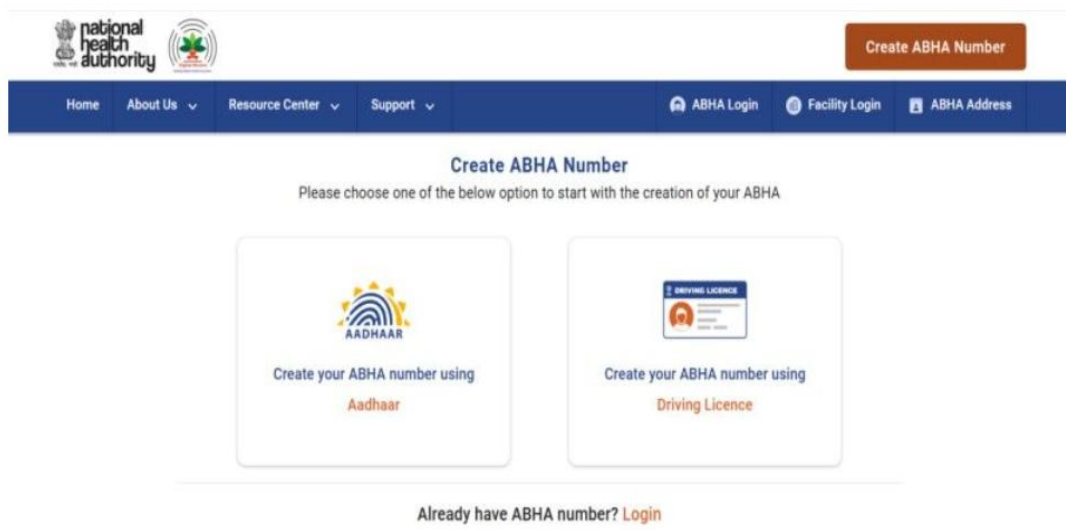 national
health
authority
Create ABHA Number
Home About Us Resource Center Support ABHA Login Facility Login ABHA Address
Create ABHA Number
Please choose one of the below option to start with the creation of your ABHA
AADHAAR
DRIVING LICENCE
Create your ABHA number using
Aadhaar
Create your ABHA number using
Driving Licence
Already have ABHA number? Login